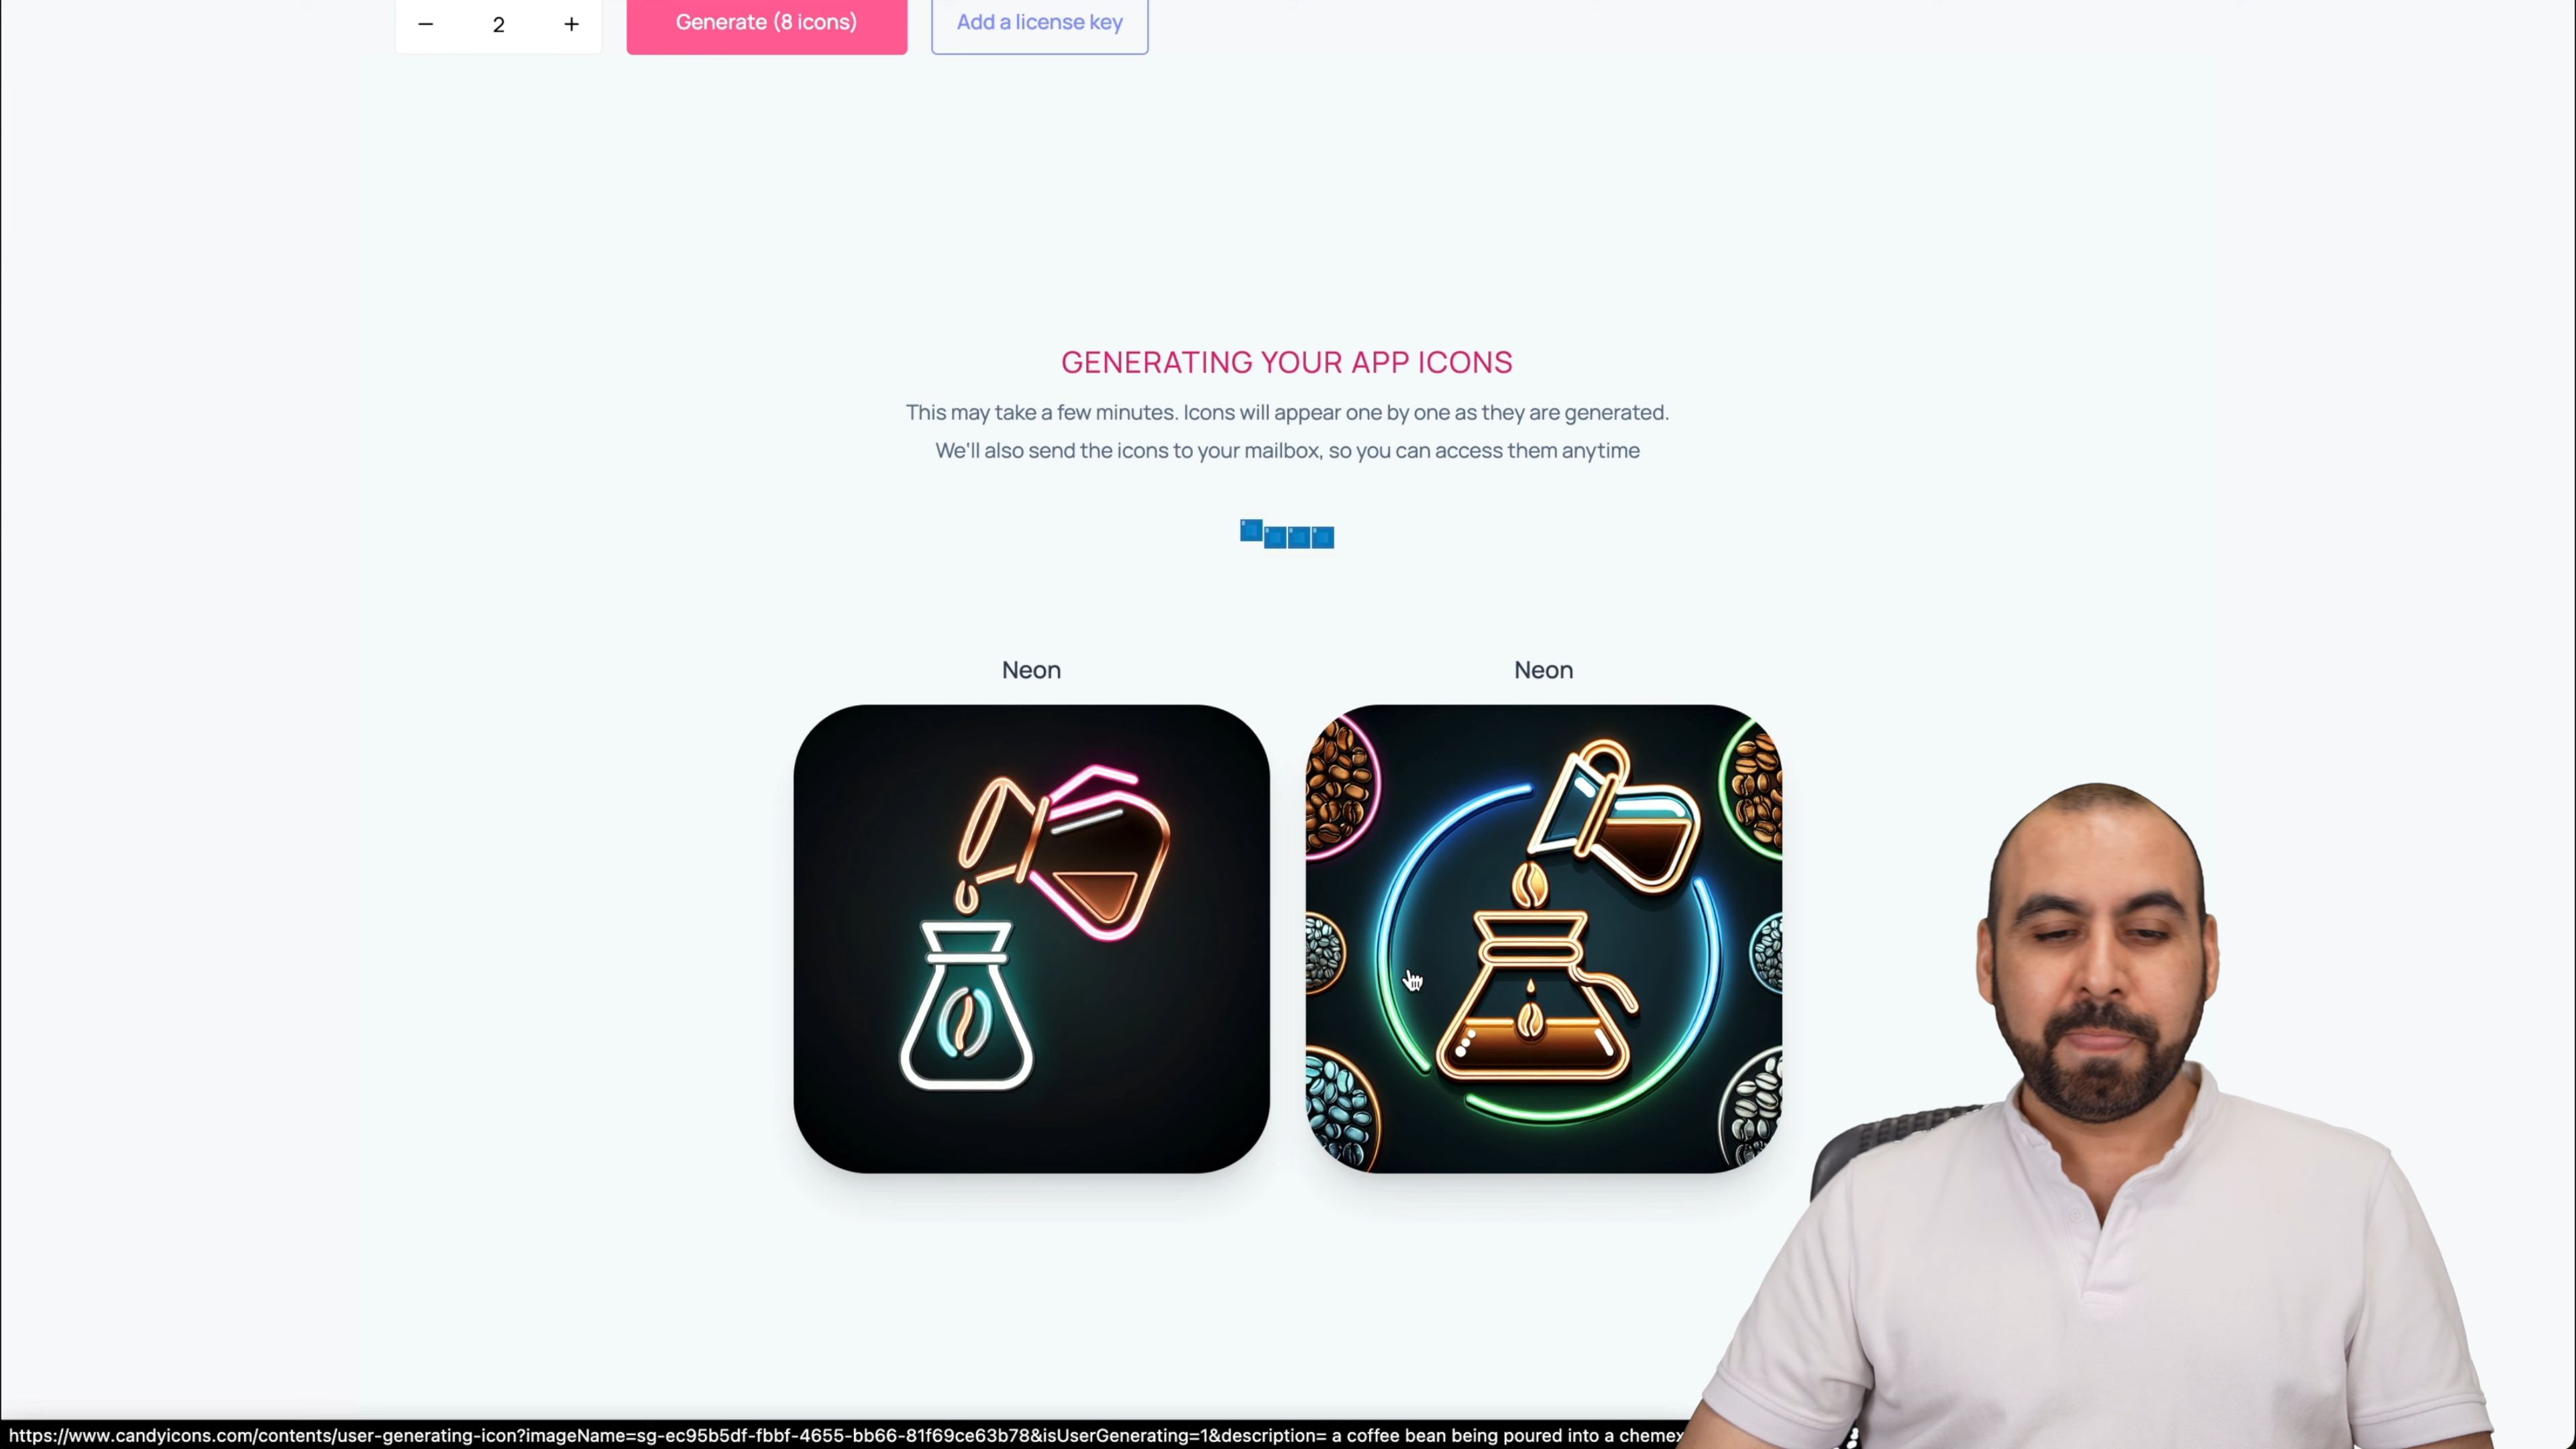 − 2 + Generate (8 icons) Add a license key
GENERATING YOUR APP ICONS
This may take a few minutes. Icons will appear one by one as they are generated.
We'll also send the icons to your mailbox, so you can access them anytime
Neon Neon
https://www.candyicons.com/contents/user-generating-icon?imageName=sg-ec95b5df-fbbf-4655-bb66-81f69ce63b78&isUserGenerating=1&description= a coffee bean being poured into a chemex